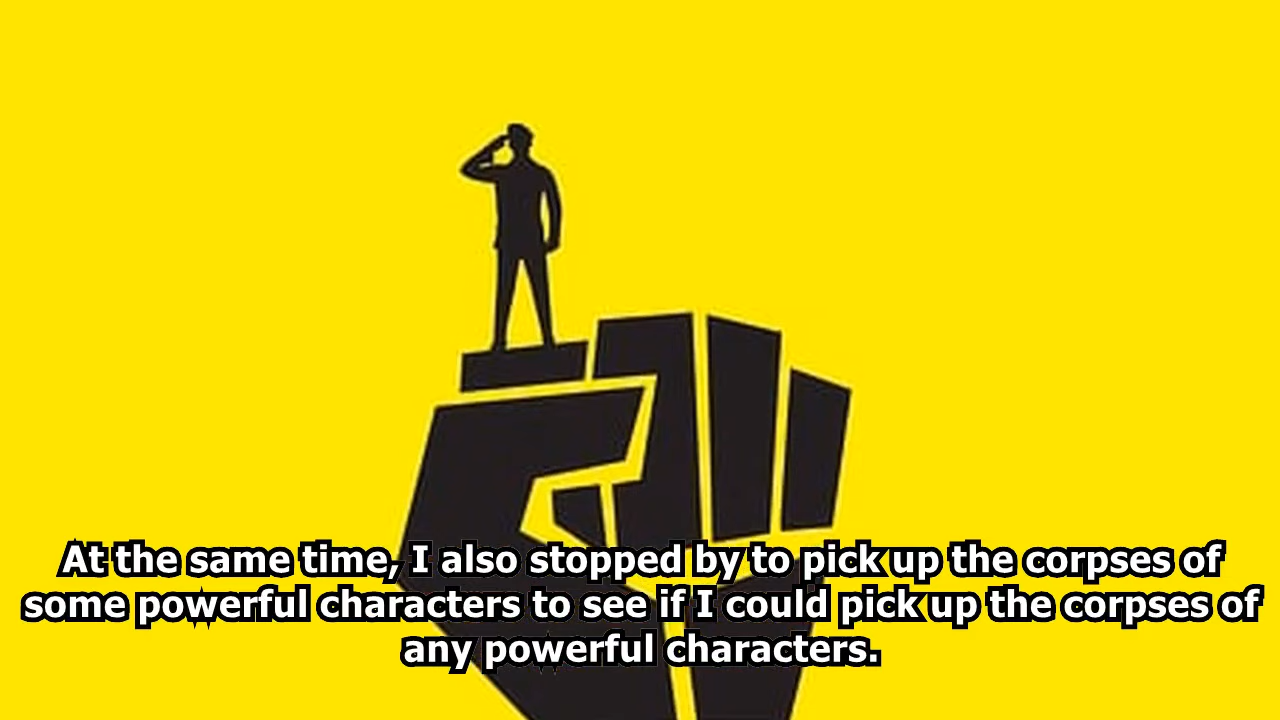 At the same time, I also stopped by to pick up the corpses of
some powerful characters to see if I could pick up the corpses of
any powerful characters.